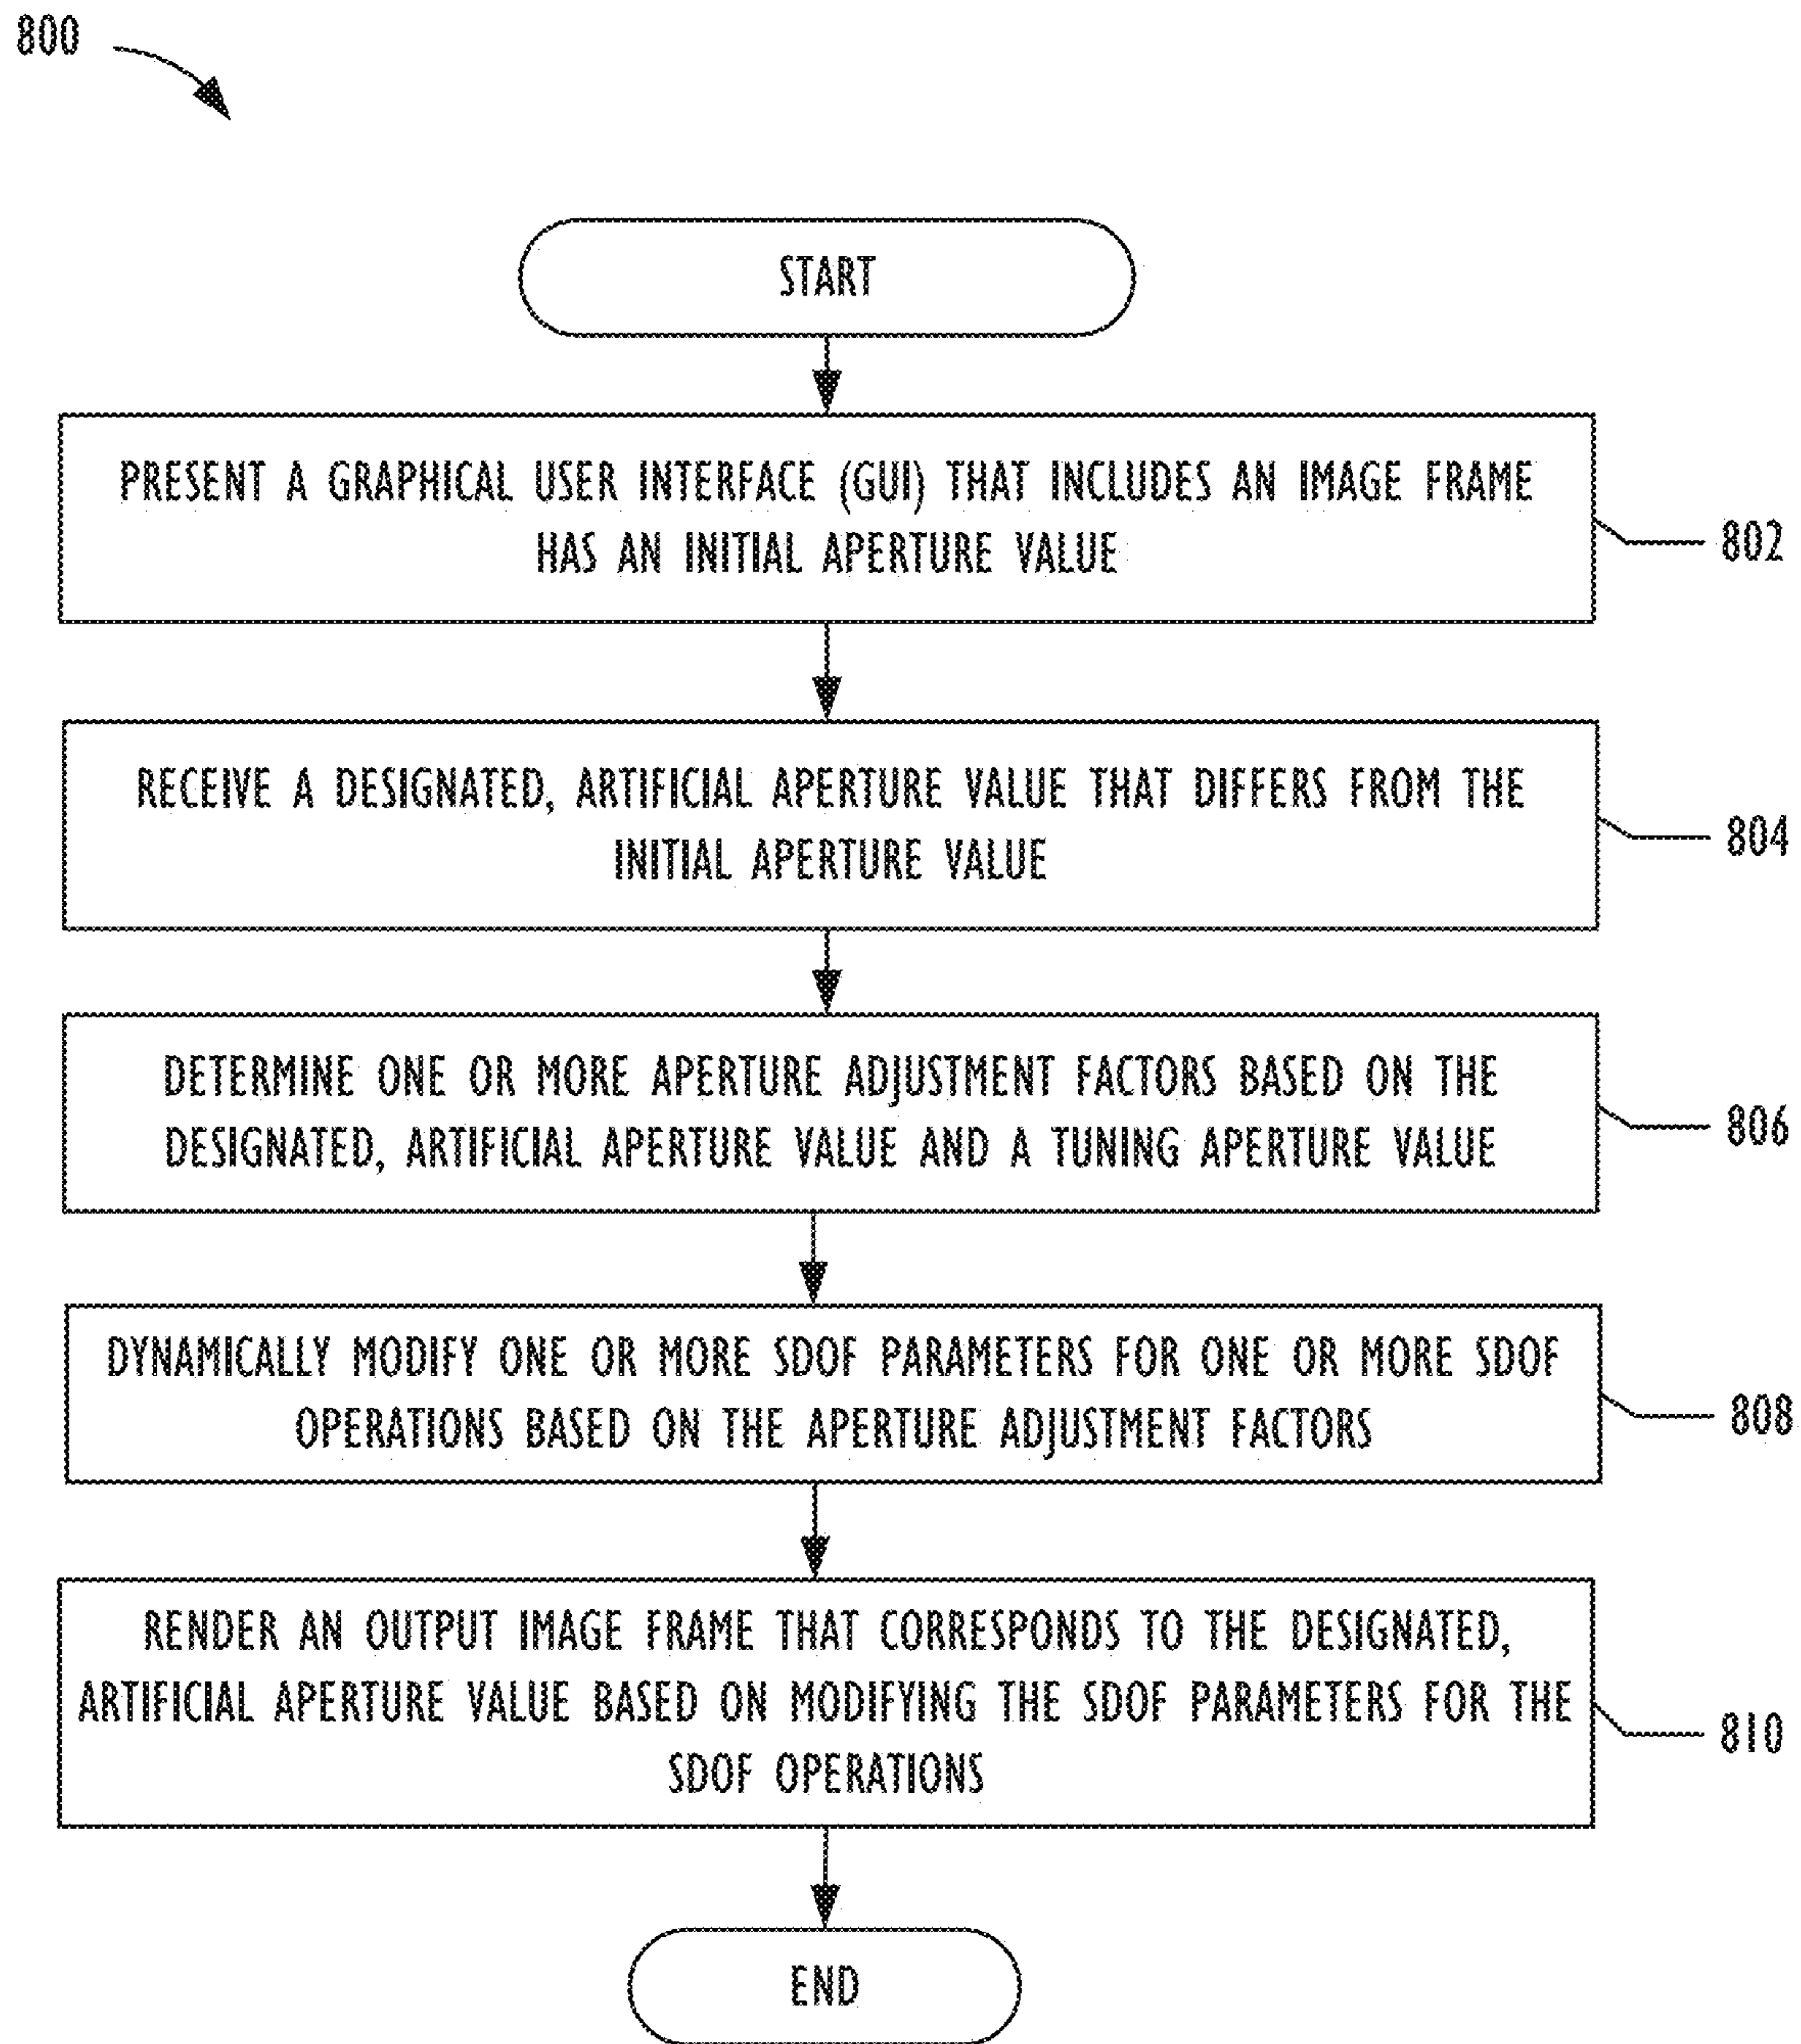 800
START
PRESENT A GRAPHICAL USER INTERFACE (GUI) THAT INCLUDES AN IMAGE FRAME
HAS AN INITIAL APERTURE VALUE
802
RECEIVE A DESIGNATED, ARTIFICIAL APERTURE VALUE THAT DIFFERS FROM THE
INITIAL APERTURE VALUE
804
DETERMINE ONE OR MORE APERTURE ADJUSTMENT FACTORS BASED ON THE
DESIGNATED, ARTIFICIAL APERTURE VALUE AND A TUNING APERTURE VALUE
806
DYNAMICALLY MODIFY ONE OR MORE SDOF PARAMETERS FOR ONE OR MORE SDOF
OPERATIONS BASED ON THE APERTURE ADJUSTMENT FACTORS
808
RENDER AN OUTPUT IMAGE FRAME THAT CORRESPONDS TO THE DESIGNATED,
ARTIFICIAL APERTURE VALUE BASED ON MODIFYING THE SDOF PARAMETERS FOR THE
SDOF OPERATIONS
810
END